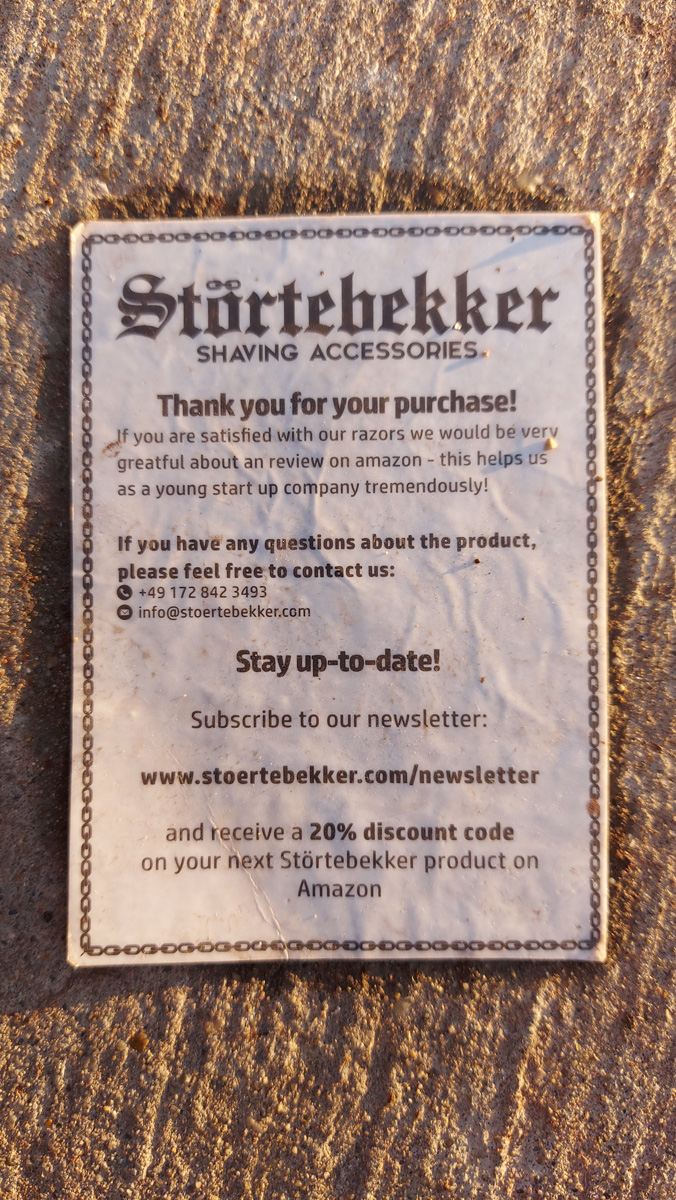 Störtebekker
SHAVING ACCESSORIES
Thank you for your purchase!
If you are satisfied with our razors we would be very
greatful about an review on amazon - this helps us
as a young start up company tremendously!
If you have any questions about the product,
please feel free to contact us:
+49 172 842 3493
info@stoertebekker.com
Stay up-to-date!
Subscribe to our newsletter:
www.stoertebekker.com/newsletter
and receive a 20% discount code
on your next Störtebekker product on
Amazon